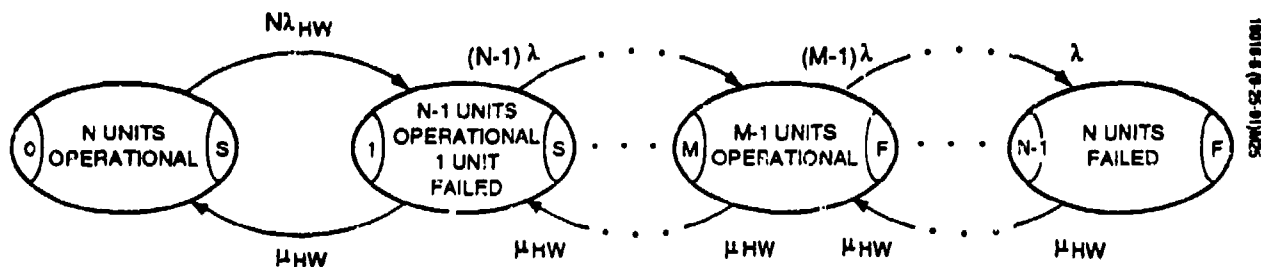 NλHW
(N-1) λ
(M-1) λ
λ
0
N UNITS
OPERATIONAL
S
1
N-1 UNITS
OPERATIONAL
1 UNIT
FAILED
S
M
M-1 UNITS
OPERATIONAL
F
N-1
N UNITS
FAILED
F
μHW
μHW
μHW
μHW
μHW